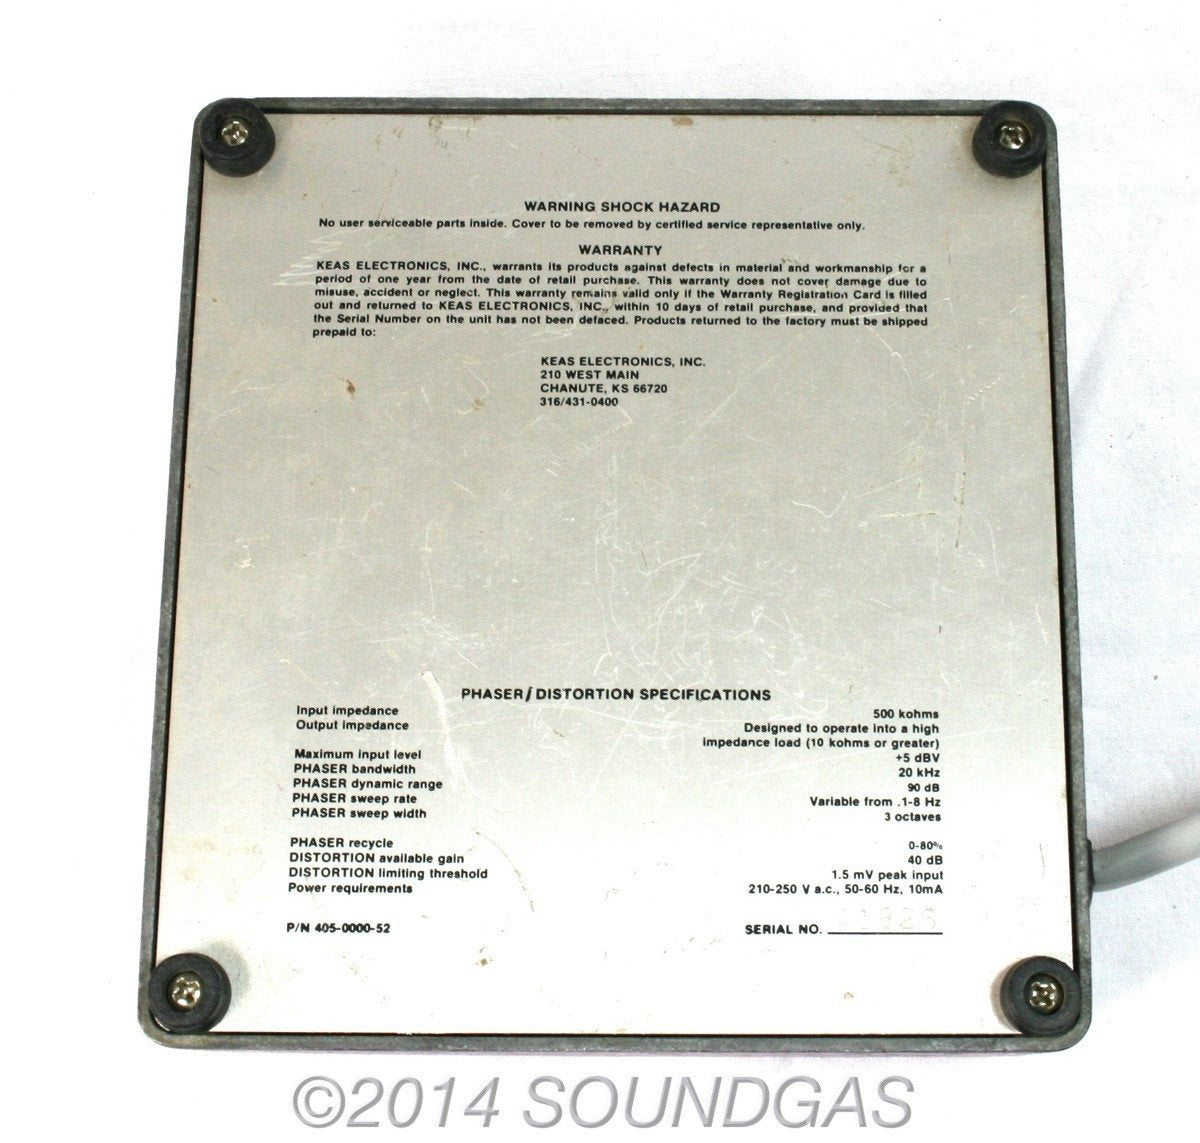 WARNING SHOCK HAZARD
No user serviceable parts inside. Cover to be removed by certified service representative only.
WARRANTY
KEAS ELECTRONICS, INC., warrants its products against defects in material and workmanship for a
period of one year from the date of retail purchase. This warranty does not cover damage due to
misuse, accident or neglect. This warranty remains valid only if the Warranty Registration Card is filled
out and returned to KEAS ELECTRONICS, INC., within 10 days of retail purchase, and provided that
the Serial Number on the unit has not been defaced. Products returned to the factory must be shipped
prepaid to:
KEAS ELECTRONICS, INC.
210 WEST MAIN
CHANUTE, KS 66720
316/431-0400
PHASER/DISTORTION SPECIFICATIONS
Input impedance 500 kohms
Output impedance Designed to operate into a high
impedance load (10 kohms or greater)
Maximum input level +5 dBV
PHASER bandwidth 20 kHz
PHASER dynamic range 90 dB
PHASER sweep rate Variable from .1-8 Hz
PHASER sweep width 3 octaves
PHASER recycle 0-80%
DISTORTION available gain 40 dB
DISTORTION limiting threshold 1.5 mV peak input
Power requirements 210-250 V a.c., 50-60 Hz, 10mA
P/N 405-0000-52 SERIAL NO.
©2014 SOUNDGAS